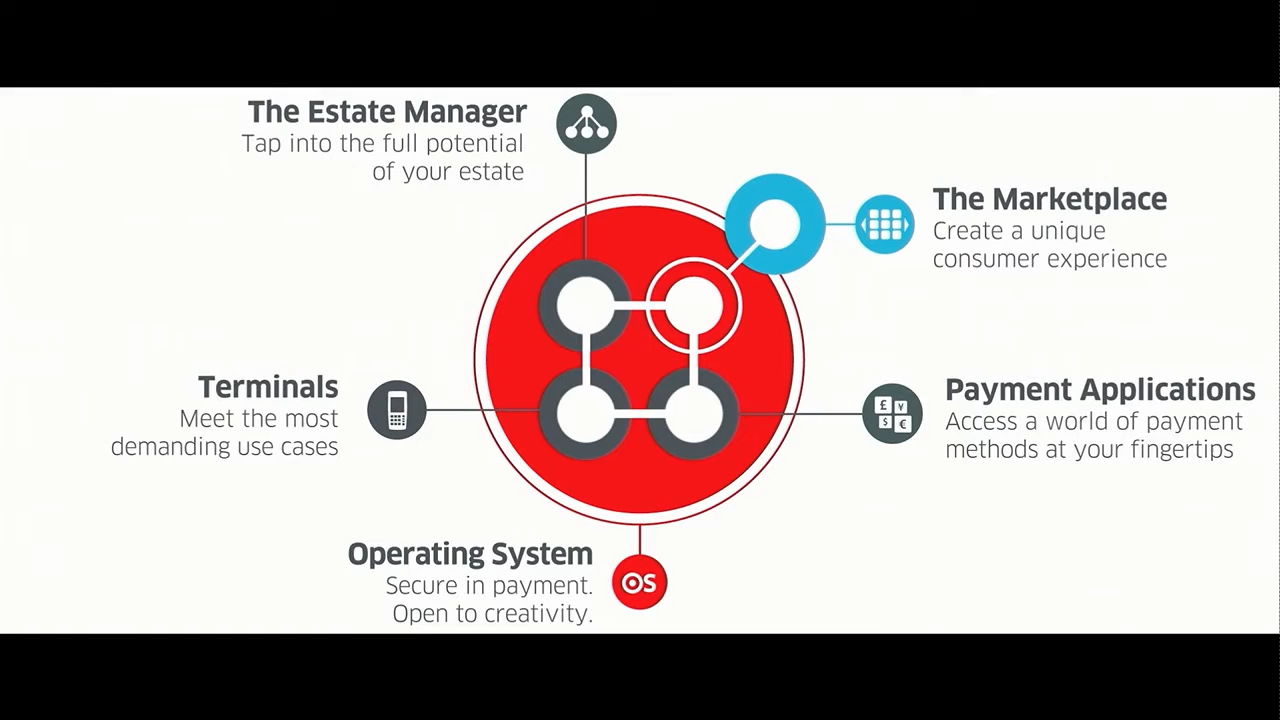 The Estate Manager
Tap into the full potential
of your estate
The Marketplace
Create a unique
consumer experience
Terminals
Meet the most
demanding use cases
Payment Applications
Access a world of payment
methods at your fingertips
£ ¥
$ €
Operating System
Secure in payment.
Open to creativity.
OS